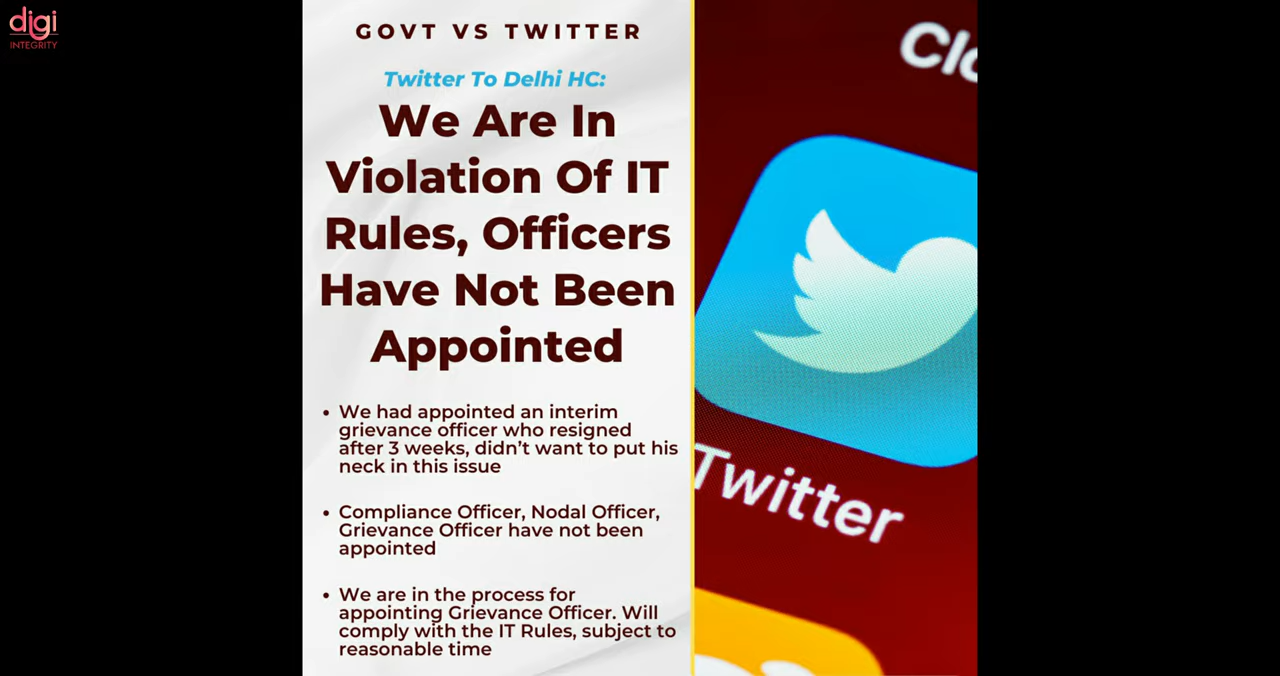 digi
INTEGRITY
GOVT VS TWITTER
Twitter To Delhi HC:
We Are In
Violation Of IT
Rules, Officers
Have Not Been
Appointed
• We had appointed an interim
grievance officer who resigned
after 3 weeks, didn't want to put his
neck in this issue
• Compliance Officer, Nodal Officer,
Grievance Officer have not been
appointed
• We are in the process for
appointing Grievance Officer. Will
comply with the IT Rules, subject to
reasonable time
Twitter